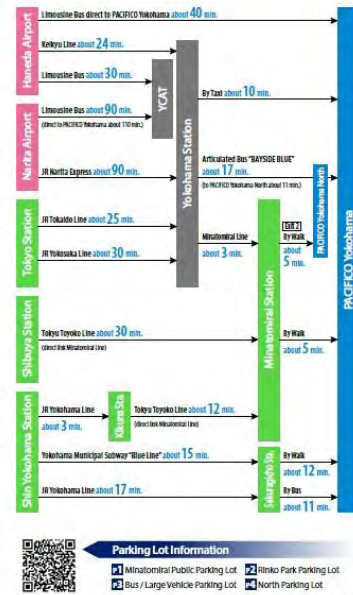 Haneda Airport
Limousine Bus direct to PACIFICO Yokohama about 40 min.
Keikyu Line about 24 min.
Limousine Bus about 30 min.
YCAT
Narita Airport
Limousine Bus about 90 min.
(direct to PACIFICO Yokohama about 110 min.)
JR Narita Express about 90 min.
Yokohama Station
By Taxi about 10 min.
Articulated Bus "BAYSIDE BLUE"
about 17 min.
(to PACIFICO Yokohama North about 11 min.)
PACIFICO Yokohama North
PACIFICO Yokohama
Tokyo Station
JR Tokaido Line about 25 min.
JR Yokosuka Line about 30 min.
Minatomirai Line
about 3 min.
Minatomirai Station
Exit 2
By Walk
about
5 min.
Shibuya Station
Tokyu Toyoko Line about 30 min.
(direct link Minatomirai Line)
By Walk
about 5 min.
Shin Yokohama Station
JR Yokohama Line
about 3 min.
Kikuna Sta.
Tokyu Toyoko Line about 12 min.
(direct link Minatomirai Line)
Yokohama Municipal Subway "Blue Line" about 15 min.
JR Yokohama Line about 17 min.
Sakuragicho Sta.
By Walk
about 12 min.
By Bus
about 11 min.
Parking Lot Information
P1 Minatomirai Public Parking Lot
P2 Rinko Park Parking Lot
P3 Bus / Large Vehicle Parking Lot
P4 North Parking Lot